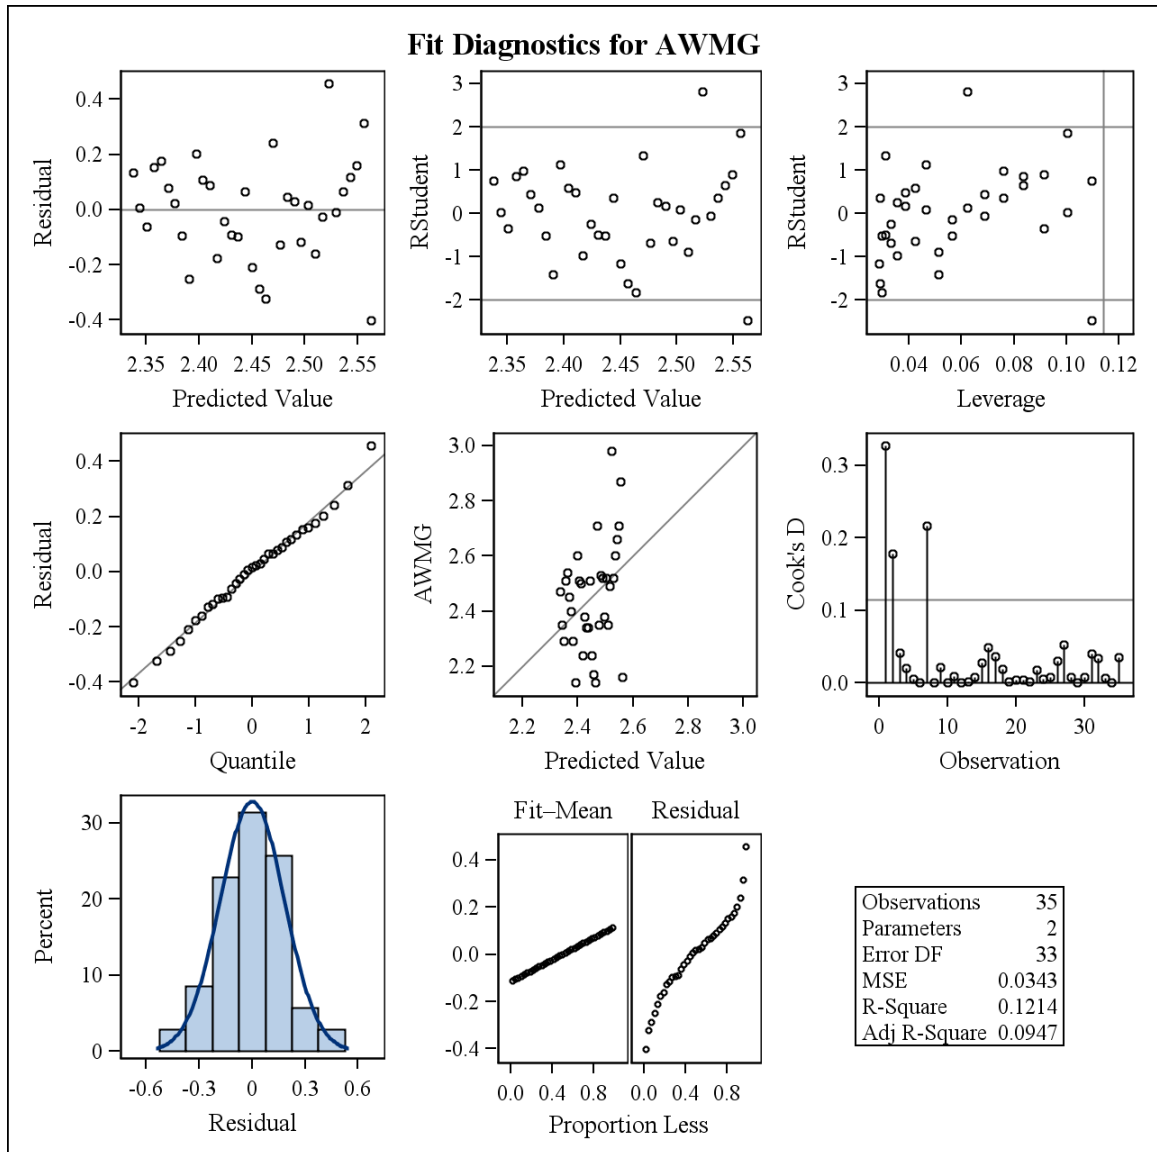 Fit Diagnostics for AWMG
Residual
0.4
0.2
0.0
-0.2
-0.4
2.35 2.40 2.45 2.50 2.55
Predicted Value
RStudent
3
2
1
0
-1
-2
2.35 2.40 2.45 2.50 2.55
Predicted Value
RStudent
3
2
1
0
-1
-2
0.04 0.06 0.08 0.10 0.12
Leverage
Residual
0.4
0.2
0.0
-0.2
-0.4
-2 -1 0 1 2
Quantile
AWMG
3.0
2.8
2.6
2.4
2.2
2.2 2.4 2.6 2.8 3.0
Predicted Value
Cook's D
0.3
0.2
0.1
0.0
0 10 20 30
Observation
Percent
30
20
10
0
-0.6 -0.3 0 0.3 0.6
Residual
Fit–Mean Residual
0.4
0.2
0.0
-0.2
-0.4
0.0 0.4 0.8 0.0 0.4 0.8
Proportion Less
Observations 35
Parameters 2
Error DF 33
MSE 0.0343
R-Square 0.1214
Adj R-Square 0.0947